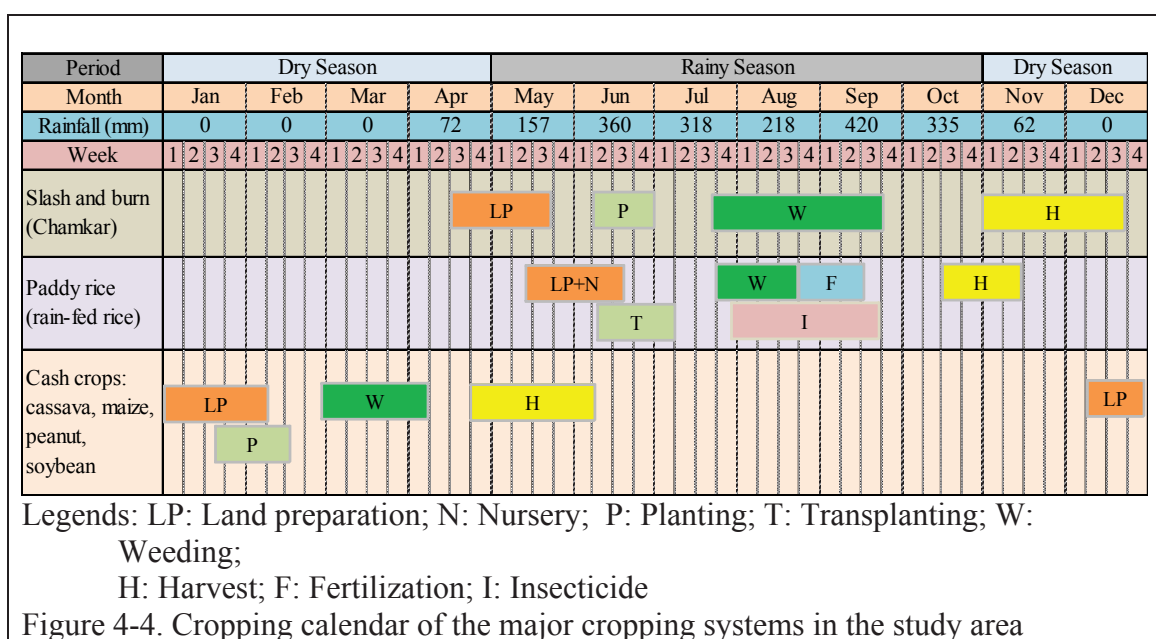 Period Dry Season Rainy Season Dry Season
Month Jan Feb Mar Apr May Jun Jul Aug Sep Oct Nov Dec
Rainfall (mm) 0 0 0 72 157 360 318 218 420 335 62 0
Week 1 2 3 4 1 2 3 4 1 2 3 4 1 2 3 4 1 2 3 4 1 2 3 4 1 2 3 4 1 2 3 4 1 2 3 4 1 2 3 4 1 2 3 4 1 2 3 4
Slash and burn
(Chamkar)
LP P W H
Paddy rice
(rain-fed rice)
LP+N W F H
T I
Cash crops:
cassava, maize,
peanut,
soybean
LP W H LP
P
Legends: LP: Land preparation; N: Nursery; P: Planting; T: Transplanting; W:
Weeding;
H: Harvest; F: Fertilization; I: Insecticide
Figure 4-4. Cropping calendar of the major cropping systems in the study area